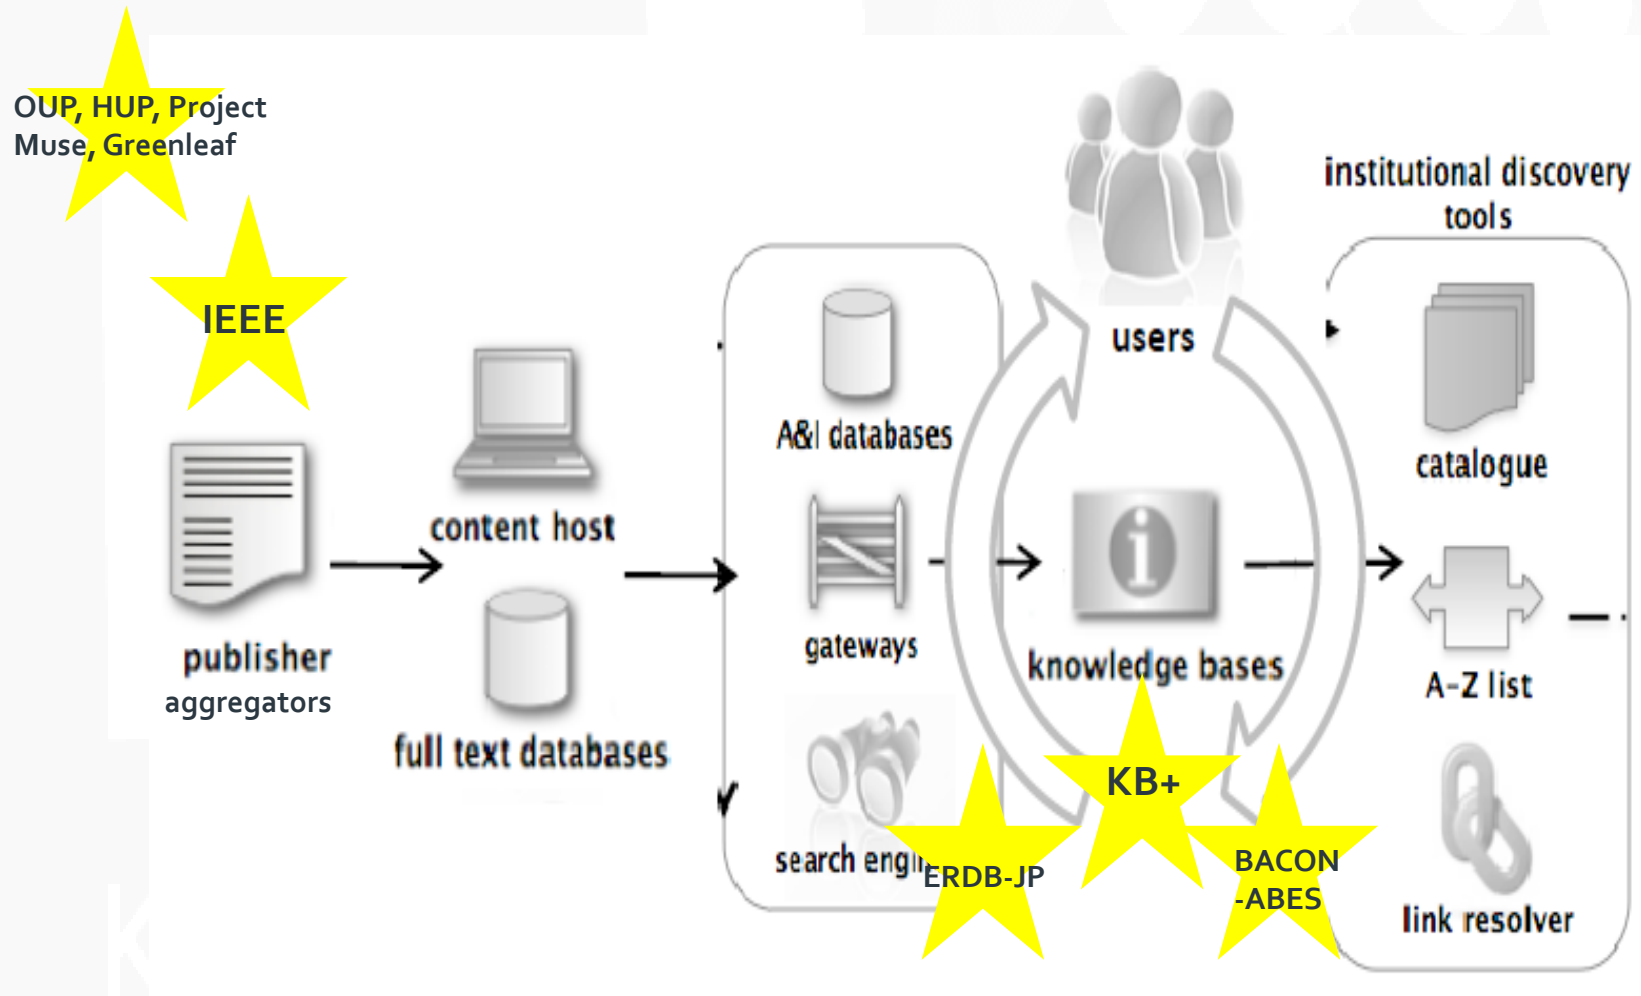 OUP, HUP, Project
Muse, Greenleaf
IEEE
publisher
aggregators
content host
full text databases
A&I databases
gateways
search engin
users
knowledge bases
ERDB-JP
KB+
BACON
-ABES
institutional discovery
tools
catalogue
A-Z list
link resolver